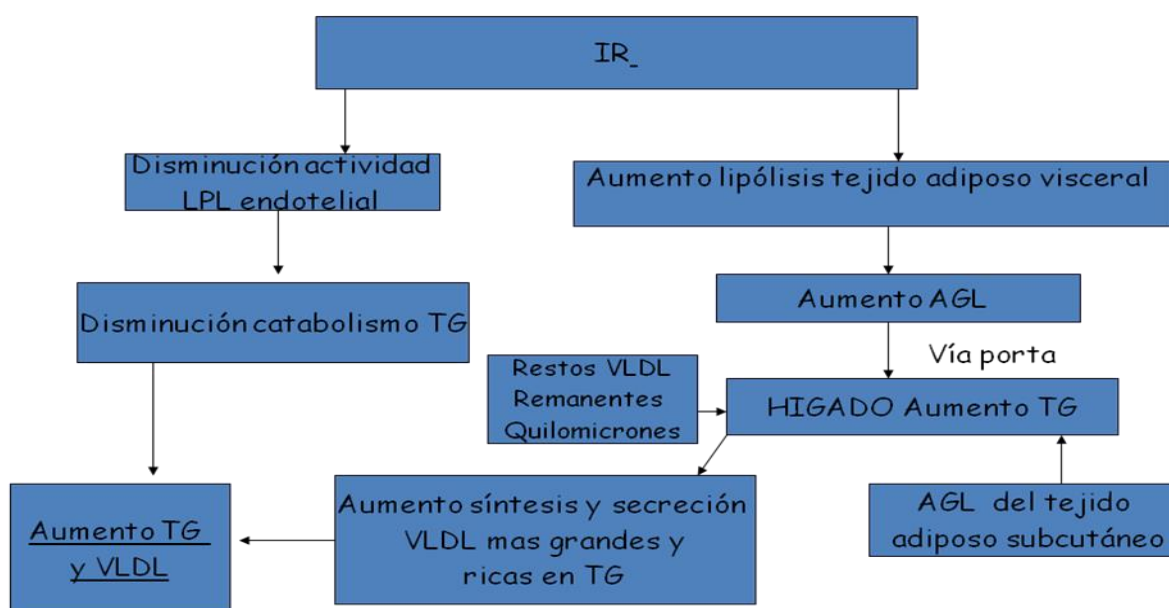 IR_
Disminución actividad
LPL endotelial
Aumento lipólisis tejido adiposo visceral
Disminución catabolismo TG
Aumento AGL
Vía porta
Restos VLDL
Remanentes
Quilomicrones
HIGADO Aumento TG
Aumento TG
y VLDL
Aumento síntesis y secreción
VLDL mas grandes y
ricas en TG
AGL del tejido
adiposo subcutáneo